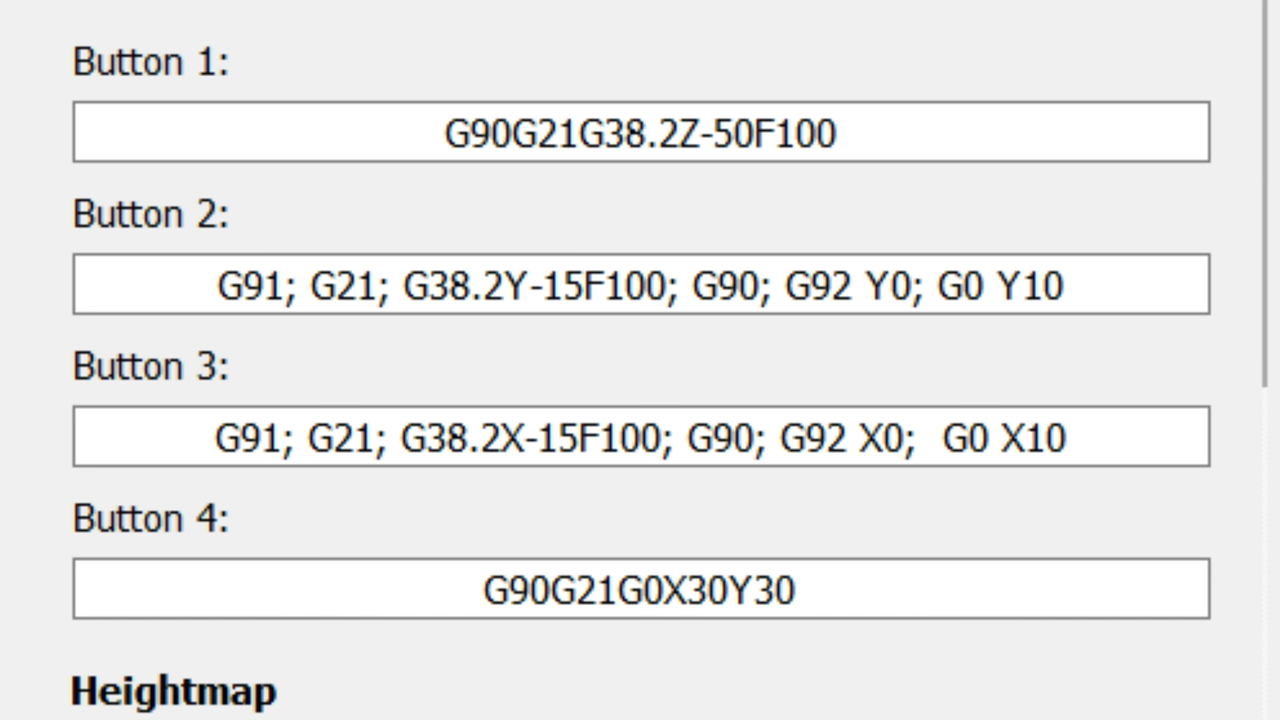 Button 1:
G90G21G38.2Z-50F100
Button 2:
G91; G21; G38.2Y-15F100; G90; G92 Y0; G0 Y10
Button 3:
G91; G21; G38.2X-15F100; G90; G92 X0;  G0 X10
Button 4:
G90G21G0X30Y30
Heightmap